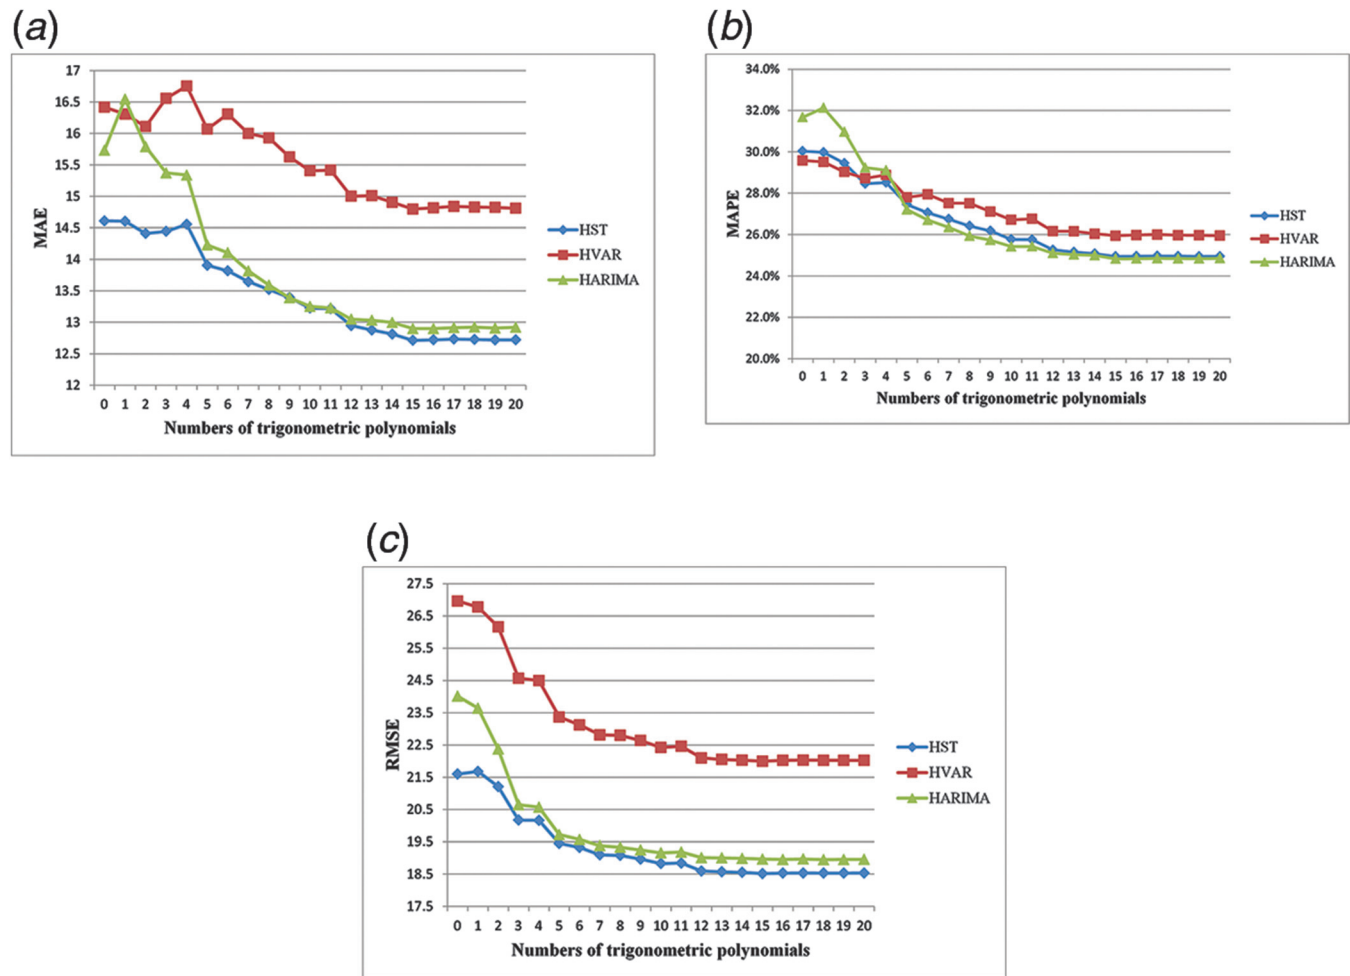 (a)
17
16.5
16
15.5
15
14.5
14
13.5
13
12.5
12
MAE
0 1 2 3 4 5 6 7 8 9 10 11 12 13 14 15 16 17 18 19 20
Numbers of trigonometric polynomials
HST
HVAR
HARIMA
(b)
34.0%
32.0%
30.0%
28.0%
26.0%
24.0%
22.0%
20.0%
MAPE
0 1 2 3 4 5 6 7 8 9 10 11 12 13 14 15 16 17 18 19 20
Numbers of trigonometric polynomials
HST
HVAR
HARIMA
(c)
27.5
26.5
25.5
24.5
23.5
22.5
21.5
20.5
19.5
18.5
17.5
RMSE
0 1 2 3 4 5 6 7 8 9 10 11 12 13 14 15 16 17 18 19 20
Numbers of trigonometric polynomials
HST
HVAR
HARIMA